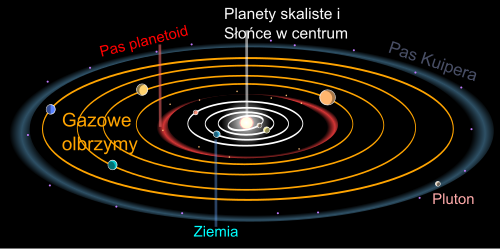 Planety skaliste i
Słońce w centrum
Pas planetoid
Pas Kuipera
Gazowe
olbrzymy
Pluton
Ziemia